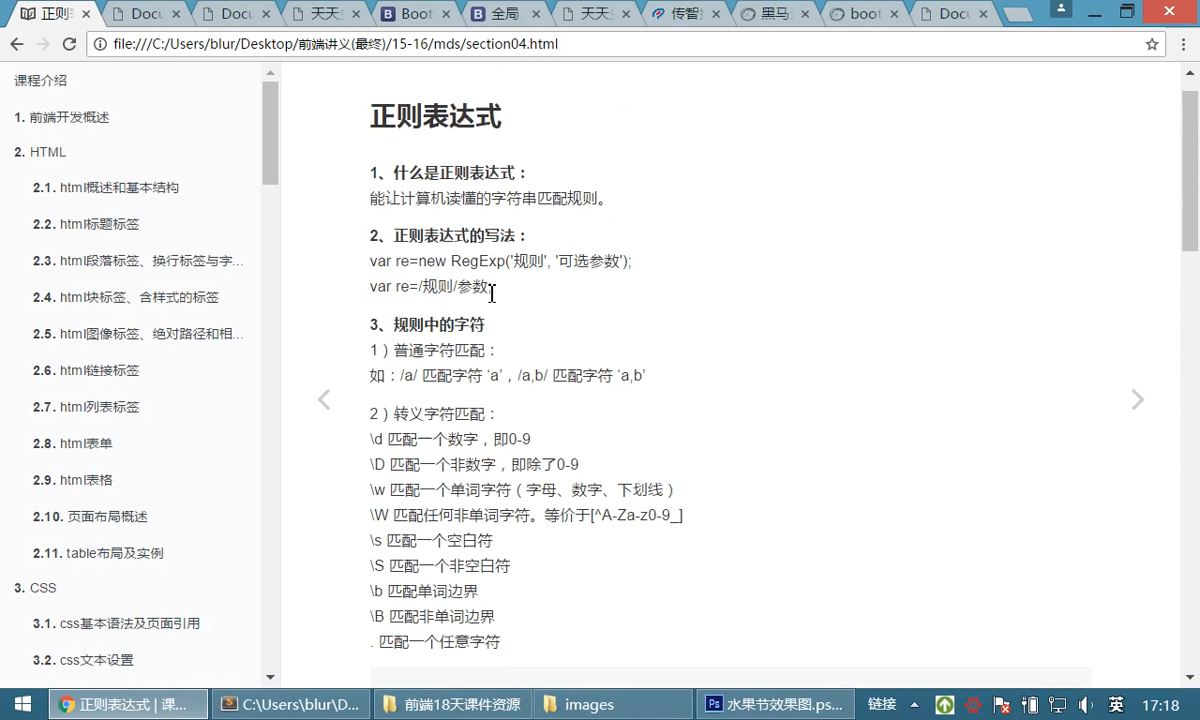 正则
Docu
Docu
天天
Boot
全局
天天
传智
黑马
boot
Docu
file:///C:/Users/blur/Desktop/前端讲义(最终)/15-16/mds/section04.html
课程介绍
1. 前端开发概述
2. HTML
2.1. html概述和基本结构
2.2. html标题标签
2.3. html段落标签、换行标签与字...
2.4. html块标签、含样式的标签
2.5. html图像标签、绝对路径和相...
2.6. html链接标签
2.7. html列表标签
2.8. html表单
2.9. html表格
2.10. 页面布局概述
2.11. table布局及实例
3. CSS
3.1. css基本语法及页面引用
3.2. css文本设置
正则表达式
1、什么是正则表达式：
能让计算机读懂的字符串匹配规则。
2、正则表达式的写法：
var re=new RegExp('规则', '可选参数');
var re=/规则/参数;
3、规则中的字符
1）普通字符匹配：
如：/a/ 匹配字符 ‘a’，/a,b/ 匹配字符 ‘a,b’
2）转义字符匹配：
\d 匹配一个数字，即0-9
\D 匹配一个非数字，即除了0-9
\w 匹配一个单词字符（字母、数字、下划线）
\W 匹配任何非单词字符。等价于[^A-Za-z0-9_]
\s 匹配一个空白符
\S 匹配一个非空白符
\b 匹配单词边界
\B 匹配非单词边界
. 匹配一个任意字符
正则表达式 | 课...
C:\Users\blur\D...
前端18天课件资源
images
Ps 水果节效果图.ps...
链接
英
17:18